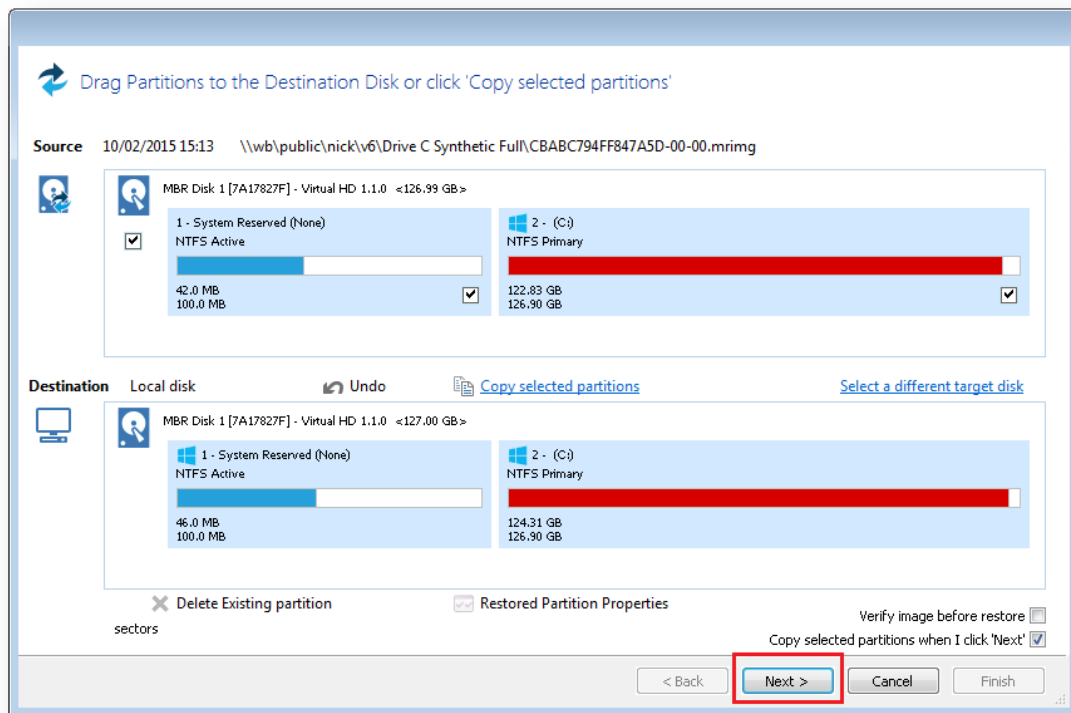 Drag Partitions to the Destination Disk or click 'Copy selected partitions'
Source 10/02/2015 15:13 \\wb\public\nick\v6\Drive C Synthetic Full\CBABC794FF847A5D-00-00.mrimg
MBR Disk 1 [7A17827F] - Virtual HD 1.1.0 <126.99 GB>
1 - System Reserved (None)
NTFS Active
42.0 MB
100.0 MB
2 - (C:)
NTFS Primary
122.83 GB
126.90 GB
Destination Local disk Undo Copy selected partitions Select a different target disk
MBR Disk 1 [7A17827F] - Virtual HD 1.1.0 <127.00 GB>
1 - System Reserved (None)
NTFS Active
46.0 MB
100.0 MB
2 - (C:)
NTFS Primary
124.31 GB
126.90 GB
Delete Existing partition Restored Partition Properties
sectors
Verify image before restore
Copy selected partitions when I click 'Next'
< Back Next > Cancel Finish